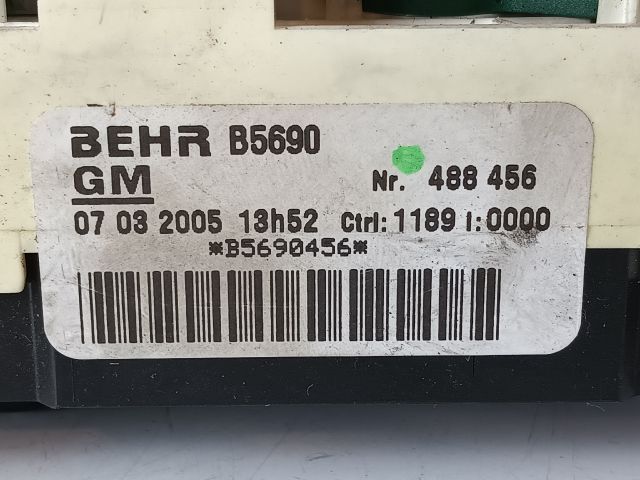 BEHR B5690
GM Nr. 488 456
07 03 2005 13h52 Ctrl: 1189 I:0000
*B5690456*